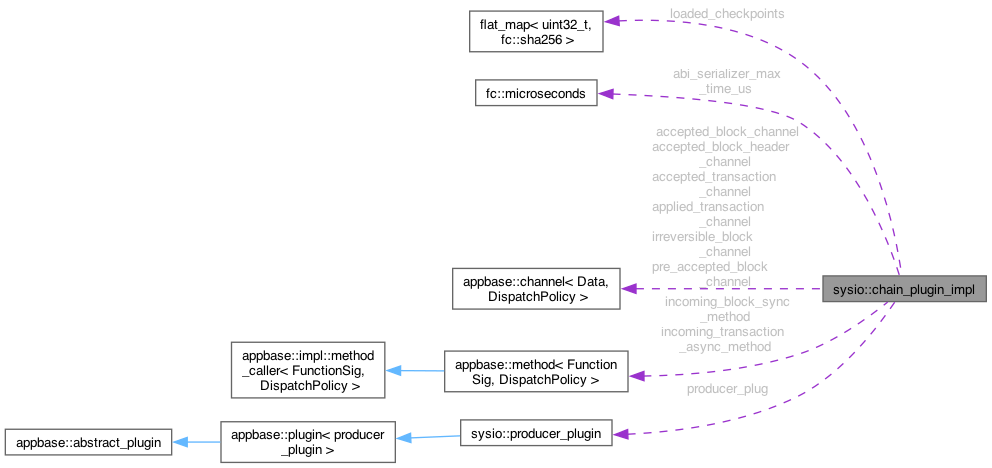 loaded_checkpoints
flat_map< uint32_t,
fc::sha256 >
abi_serializer_max
_time_us
fc::microseconds
accepted_block_channel
accepted_block_header
_channel
accepted_transaction
_channel
applied_transaction
_channel
irreversible_block
_channel
pre_accepted_block
_channel
appbase::channel< Data,
DispatchPolicy >
sysio::chain_plugin_impl
incoming_block_sync
_method
incoming_transaction
_async_method
appbase::impl::method
_caller< FunctionSig,
DispatchPolicy >
appbase::method< Function
Sig, DispatchPolicy >
producer_plug
appbase::abstract_plugin
appbase::plugin< producer
_plugin >
sysio::producer_plugin